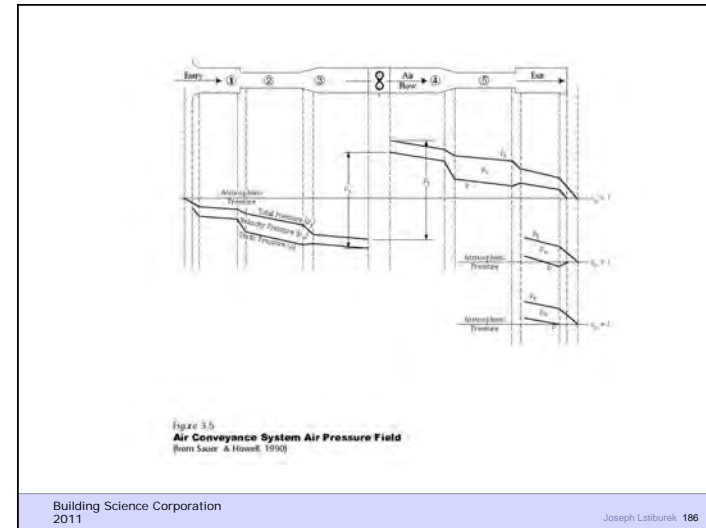 Entry ① ② ③ Air Flow ④ ⑤ Exit
Atmospheric Pressure
Total Pressure (Pt)
Velocity Pressure (Pv)
Static Pressure (P)
Atmospheric Pressure
Atmospheric Pressure
Figure 3.5
Air Conveyance System Air Pressure Field
(from Sauer & Howell, 1990)
Building Science Corporation
2011
Joseph Lstiburek 186